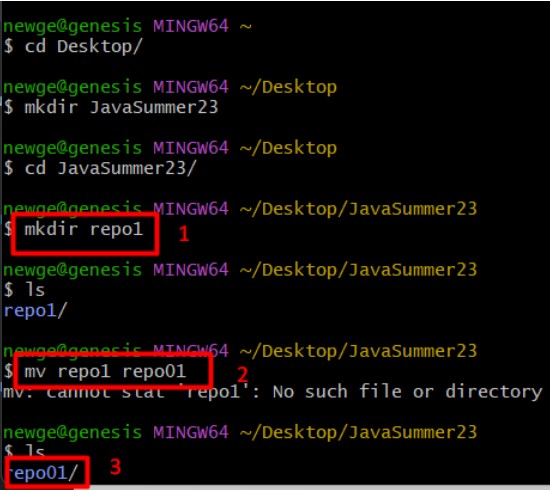 newge@genesis MINGW64 ~
$ cd Desktop/
newge@genesis MINGW64 ~/Desktop
$ mkdir JavaSummer23
newge@genesis MINGW64 ~/Desktop
$ cd JavaSummer23/
newge@genesis MINGW64 ~/Desktop/JavaSummer23
$ mkdir repo1 1
newge@genesis MINGW64 ~/Desktop/JavaSummer23
$ ls
repo1/
newge@genesis MINGW64 ~/Desktop/JavaSummer23
$ mv repo1 repo01 2
mv: cannot stat 'repo1': No such file or directory
newge@genesis MINGW64 ~/Desktop/JavaSummer23
$ ls
repo01/ 3